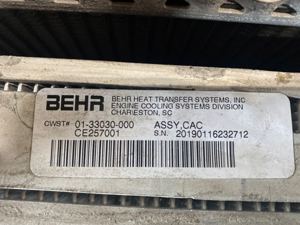 BEHR
BEHR HEAT TRANSFER SYSTEMS, INC
ENGINE COOLING SYSTEMS DIVISION
CHARLESTON, SC
CWST# 01-33030-000 ASSY,CAC
CE257001 S.N. 20190116232712